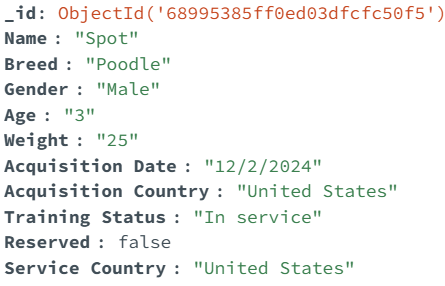 _id: ObjectId('68995385ff0ed03dfcfc50f5')
Name : "Spot"
Breed : "Poodle"
Gender : "Male"
Age : "3"
Weight : "25"
Acquisition Date : "12/2/2024"
Acquisition Country : "United States"
Training Status : "In service"
Reserved : false
Service Country : "United States"